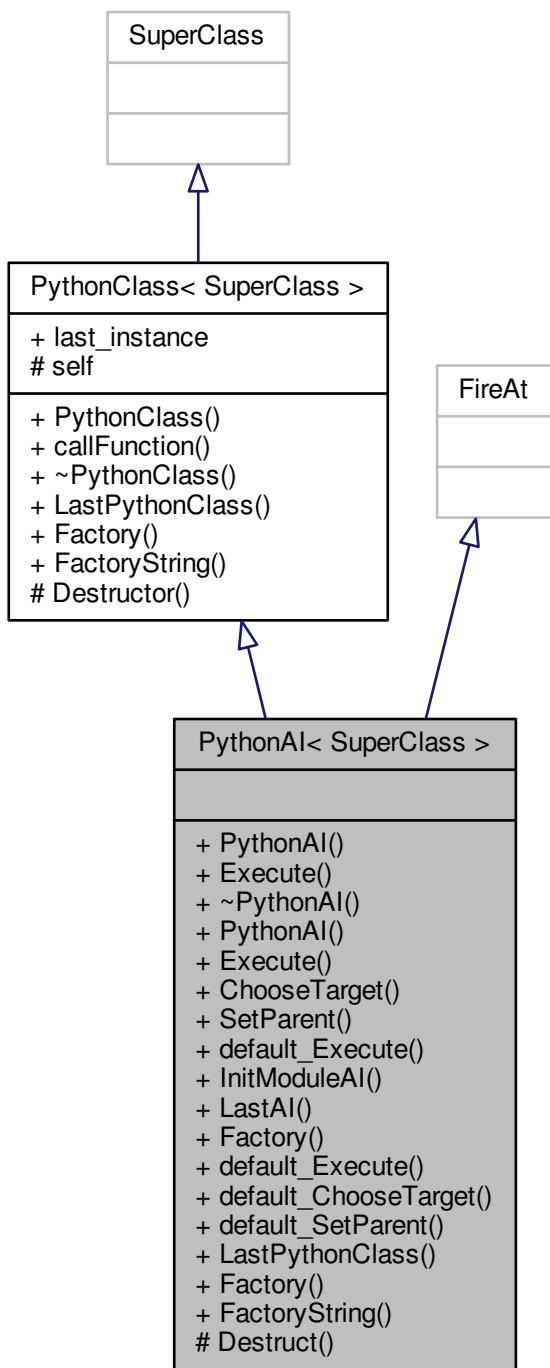 SuperClass
PythonClass< SuperClass >
+ last_instance
# self
+ PythonClass()
+ callFunction()
+ ~PythonClass()
+ LastPythonClass()
+ Factory()
+ FactoryString()
# Destructor()
FireAt
PythonAI< SuperClass >
+ PythonAI()
+ Execute()
+ ~PythonAI()
+ PythonAI()
+ Execute()
+ ChooseTarget()
+ SetParent()
+ default_Execute()
+ InitModuleAI()
+ LastAI()
+ Factory()
+ default_Execute()
+ default_ChooseTarget()
+ default_SetParent()
+ LastPythonClass()
+ Factory()
+ FactoryString()
# Destruct()